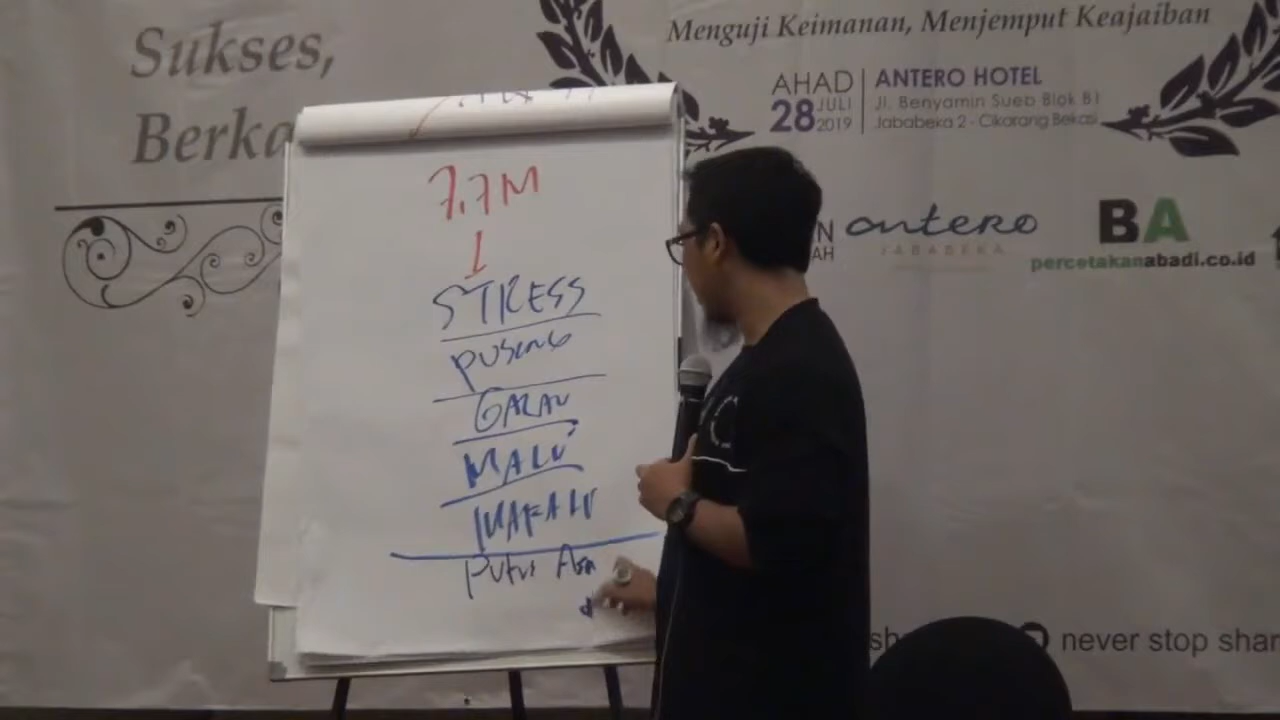 Sukses,
Berka
Menguji Keimanan, Menjemput Keajaiban
AHAD
28 JULI
2019
ANTERO HOTEL
Jl. Benyamin Sueb Blok B1
Jababeka 2 - Cikarang Bekasi
antero
JABABEKA
BA
percetakanabadi.co.id
7.7M
STRESS
PUSING
GALAU
MALU
Putus Asa
never stop shar